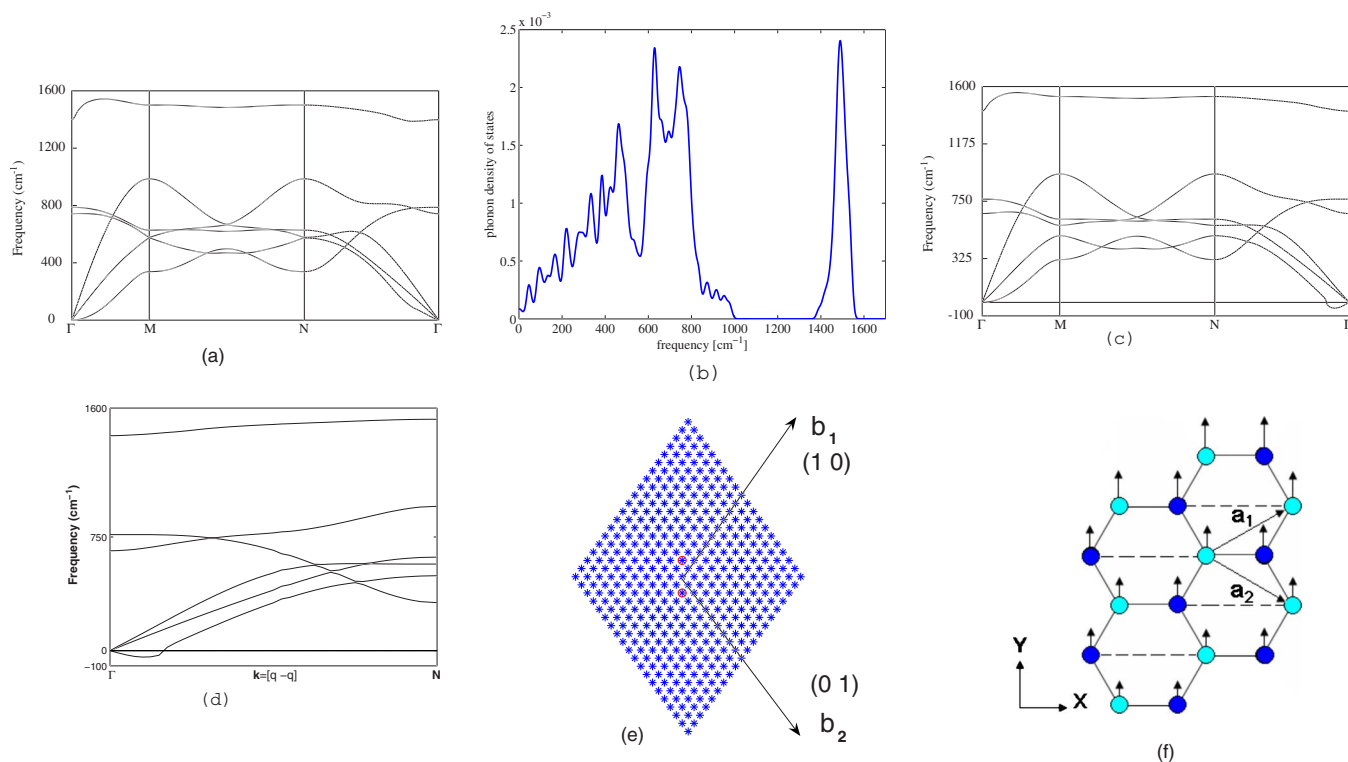 1600
1200
800
400
0
Frequency (cm⁻¹)
Γ M N Γ
(a)
x 10⁻³
2.5
2
1.5
1
0.5
0
phonon density of states
0 200 400 600 800 1000 1200 1400 1600
frequency [cm⁻¹]
(b)
1600
1175
750
325
-100
Frequency (cm⁻¹)
Γ M N
(c)
1600
750
0
−100
Frequency (cm⁻¹)
Γ k=[q −q] N
(d)
b₁
(1 0)
(0 1)
b₂
(e)
a₁
a₂
Y
X
(f)